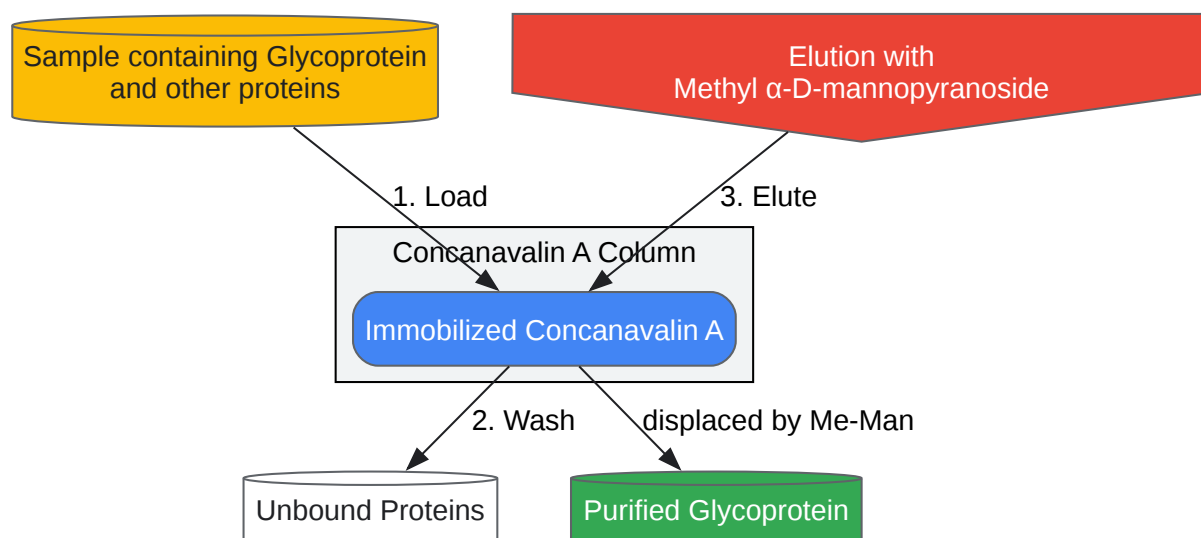 Sample containing Glycoprotein
and other proteins
Elution with
Methyl α-D-mannopyranoside
1. Load
3. Elute
Concanavalin A Column
Immobilized Concanavalin A
2. Wash
displaced by Me-Man
Unbound Proteins
Purified Glycoprotein